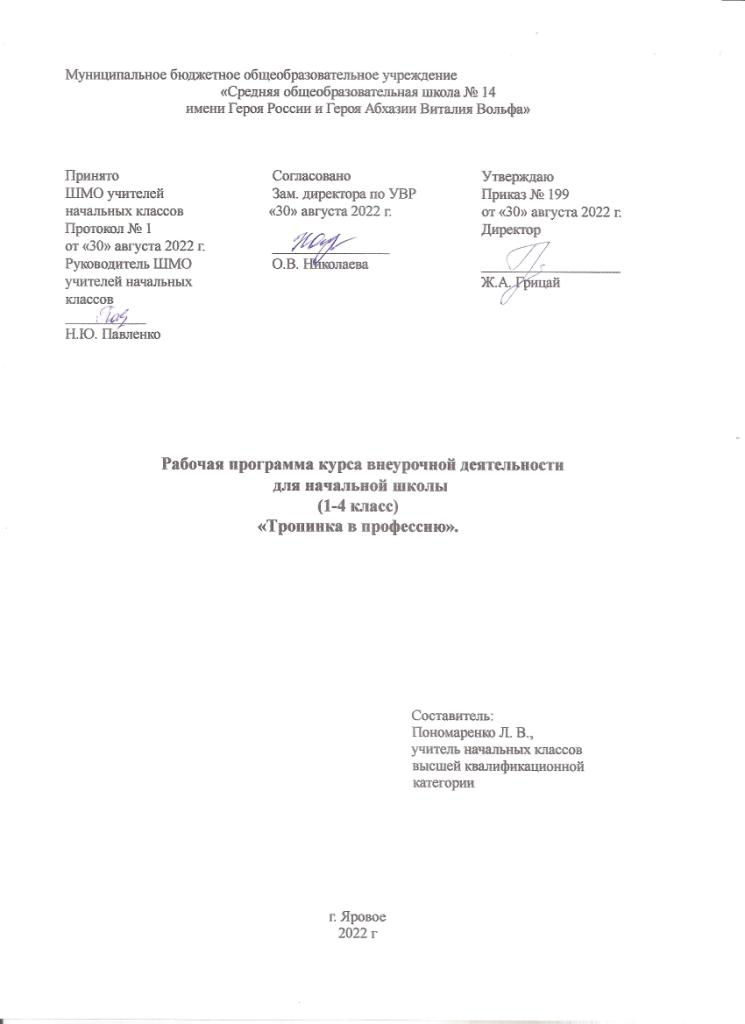 Муниципальное бюджетное общеобразовательное учреждение
«Средняя общеобразовательная школа № 14
имени Героя России и Героя Абхазии Виталия Вольфа»
Принято
ШМО учителей
начальных классов
Протокол № 1
от «30» августа 2022 г.
Руководитель ШМО
учителей начальных
классов
Н.Ю. Павленко
Согласовано
Зам. директора по УВР
«30» августа 2022 г.
О.В. Николаева
Утверждаю
Приказ № 199
от «30» августа 2022 г.
Директор
Ж.А. Грицай
Рабочая программа курса внеурочной деятельности
для начальной школы
(1-4 класс)
«Тропинка в профессию».
Составитель:
Пономаренко Л. В.,
учитель начальных классов
высшей квалификационной
категории
г. Яровое
2022 г